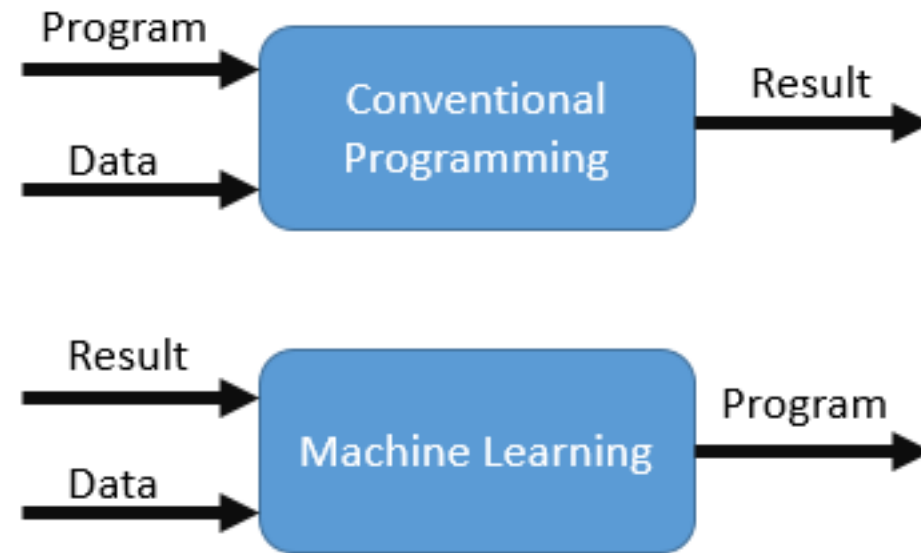 Program
Conventional
Programming
Result
Data
Result
Machine Learning
Program
Data